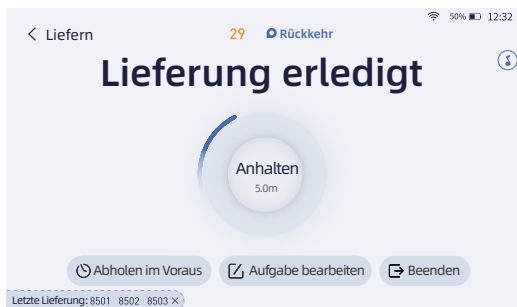 50% 12:32
Liefern 29 Rückkehr
Lieferung erledigt
Anhalten
5.0m
Abholen im Voraus Aufgabe bearbeiten Beenden
Letzte Lieferung: 8501 8502 8503 ×